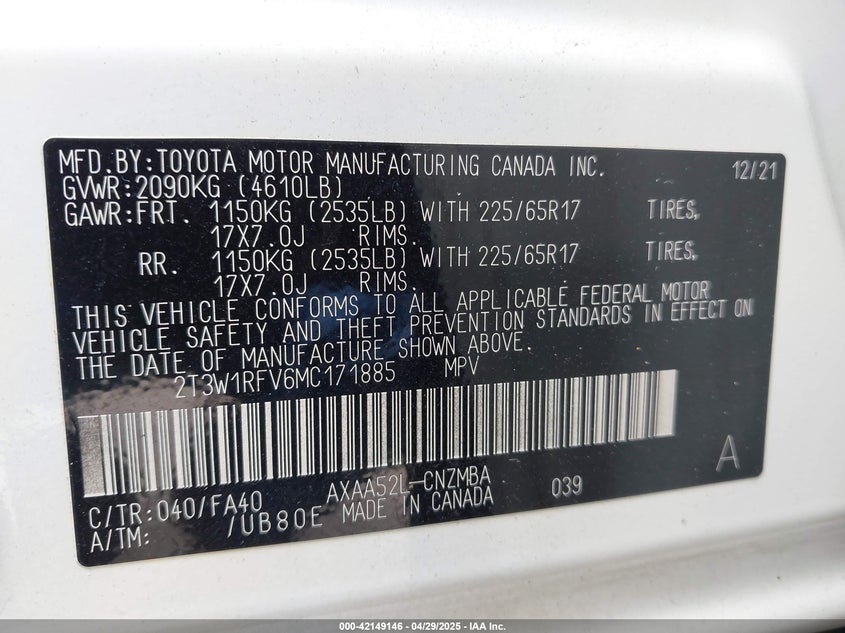 MFD.BY:TOYOTA MOTOR MANUFACTURING CANADA INC. 12/21
GVWR:2090KG (4610LB)
GAWR:FRT. 1150KG (2535LB) WITH 225/65R17 TIRES,
17X7.0J RIMS.
RR. 1150KG (2535LB) WITH 225/65R17 TIRES,
17X7.0J RIMS.
THIS VEHICLE CONFORMS TO ALL APPLICABLE FEDERAL MOTOR
VEHICLE SAFETY AND THEFT PREVENTION STANDARDS IN EFFECT ON
THE DATE OF MANUFACTURE SHOWN ABOVE.
2T3W1RFV6MC171885 MPV
A
C/TR:040/FA40 AXAA52L-CNZMBA 039
A/TM: /UB80E MADE IN CANADA
000-42149146 - 04/29/2025 - IAA Inc.